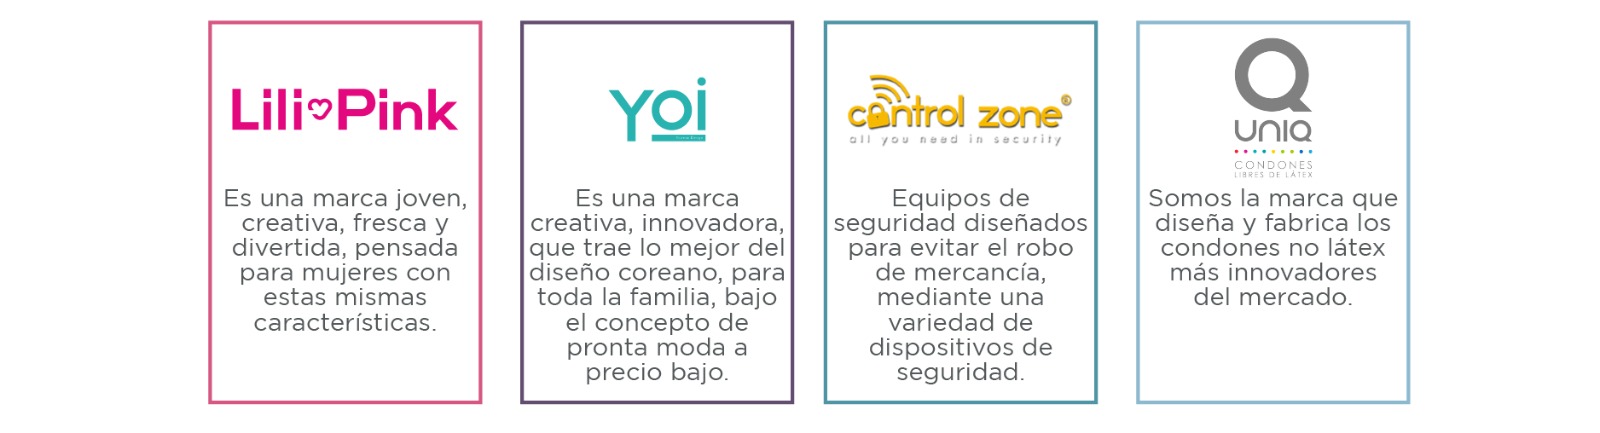 Lili Pink
Es una marca joven,
creativa, fresca y
divertida, pensada
para mujeres con
estas mismas
características.
Yoi
Es una marca
creativa, innovadora,
que trae lo mejor del
diseño coreano, para
toda la familia, bajo
el concepto de
pronta moda a
precio bajo.
control zone®
all you need in security
Equipos de
seguridad diseñados
para evitar el robo
de mercancía,
mediante una
variedad de
dispositivos de
seguridad.
UNIQ
CONDONES
LIBRES DE LÁTEX
Somos la marca que
diseña y fabrica los
condones no látex
más innovadores
del mercado.